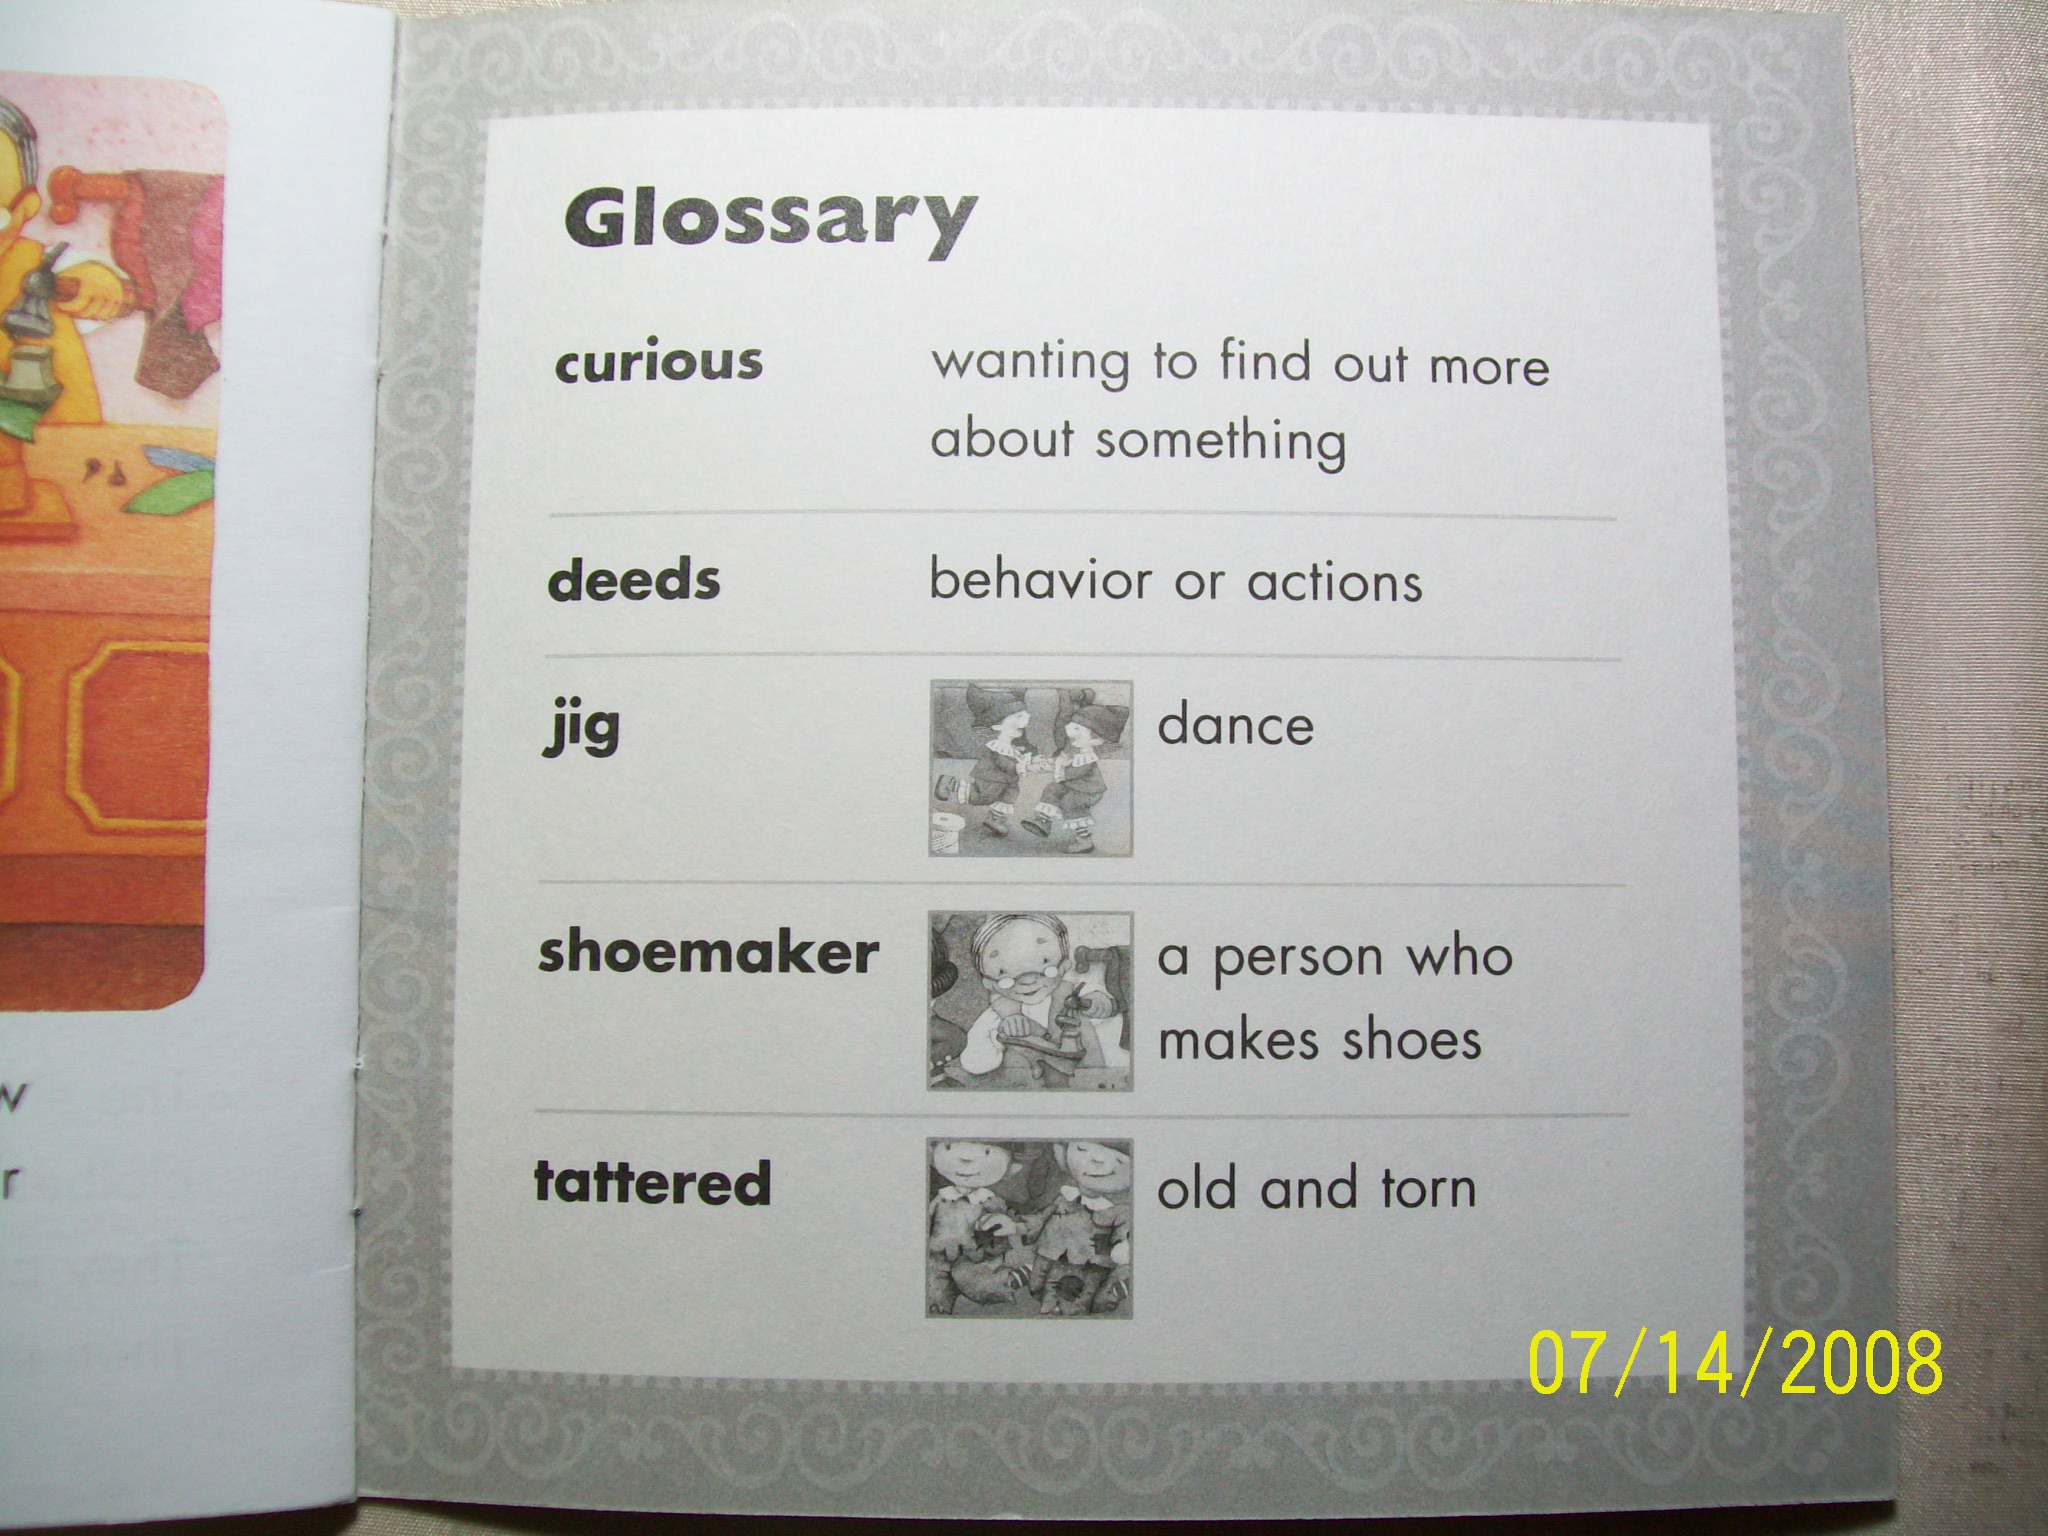 Glossary
curious wanting to find out more
about something
deeds behavior or actions
jig dance
shoemaker a person who
makes shoes
tattered old and torn
07/14/2008